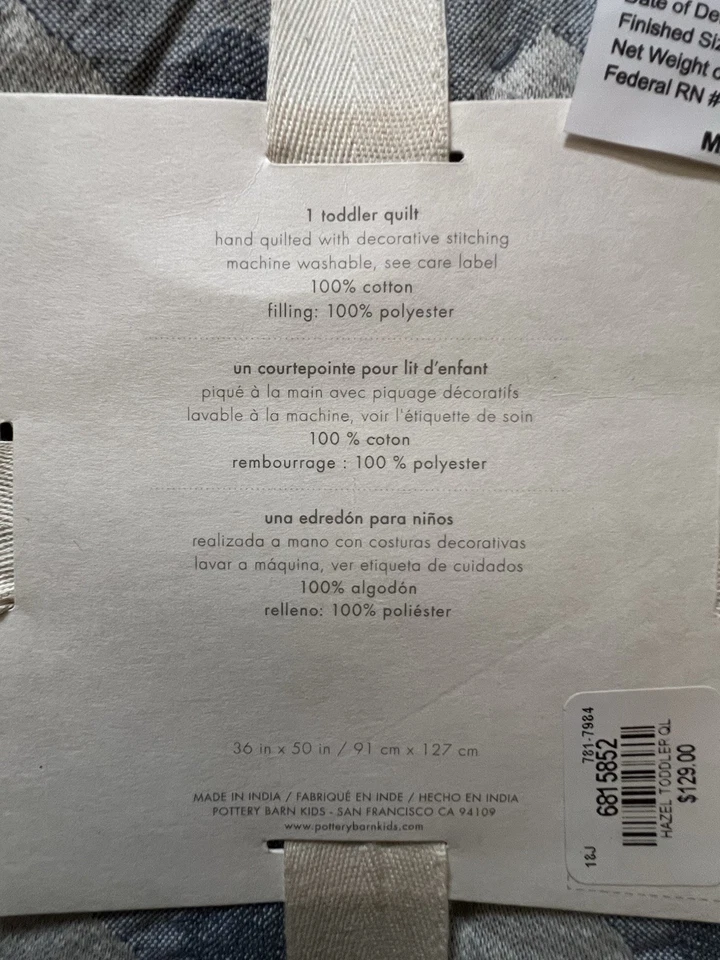 Date of De
Finished Si
Net Weight
Federal RN #
M
1 toddler quilt
hand quilted with decorative stitching
machine washable, see care label
100% cotton
filling: 100% polyester
un courtepointe pour lit d'enfant
piqué à la main avec piquage décoratifs
lavable à la machine, voir l'étiquette de soin
100 % coton
rembourrage : 100 % polyester
una edredón para niños
realizada a mano con costuras decorativas
lavar a máquina, ver etiqueta de cuidados
100% algodón
relleno: 100% poliéster
36 in x 50 in / 91 cm x 127 cm
MADE IN INDIA / FABRIQUÉ EN INDE / HECHO EN INDIA
POTTERY BARN KIDS - SAN FRANCISCO CA 94109
www.potterybarnkids.com
18J 781-7984
6815852
HAZEL TODDLER QL
$129.00